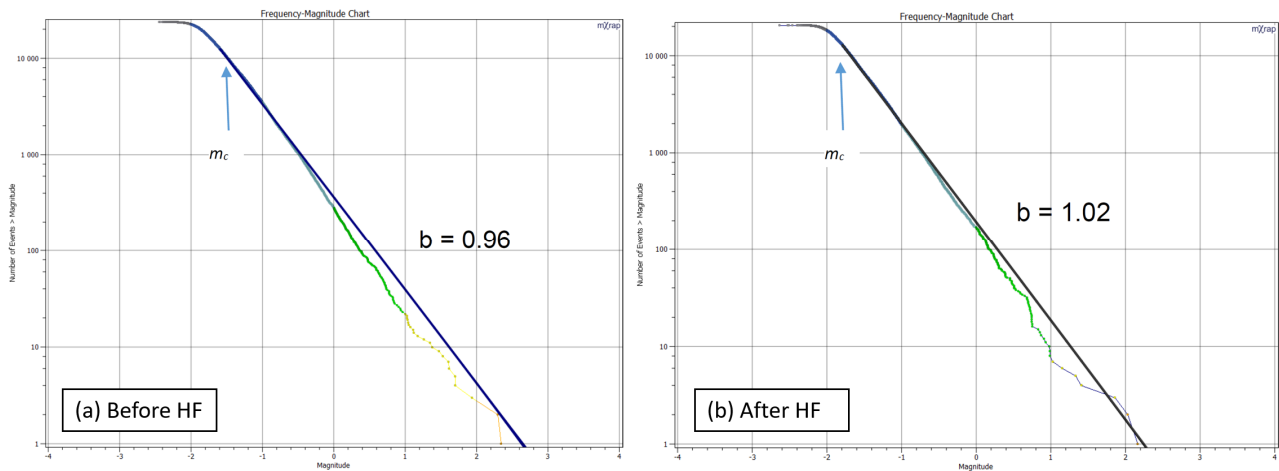 Frequency-Magnitude Chart
mXrap
10 000
1 000
100
10
1
Number of Events > Magnitude
mc
b = 0.96
(a) Before HF
-4 -3 -2 -1 0 1 2 3 4
Magnitude
Frequency-Magnitude Chart
mXrap
10 000
1 000
100
10
1
Number of Events > Magnitude
mc
b = 1.02
(b) After HF
-4 -3 -2 -1 0 1 2 3 4
Magnitude